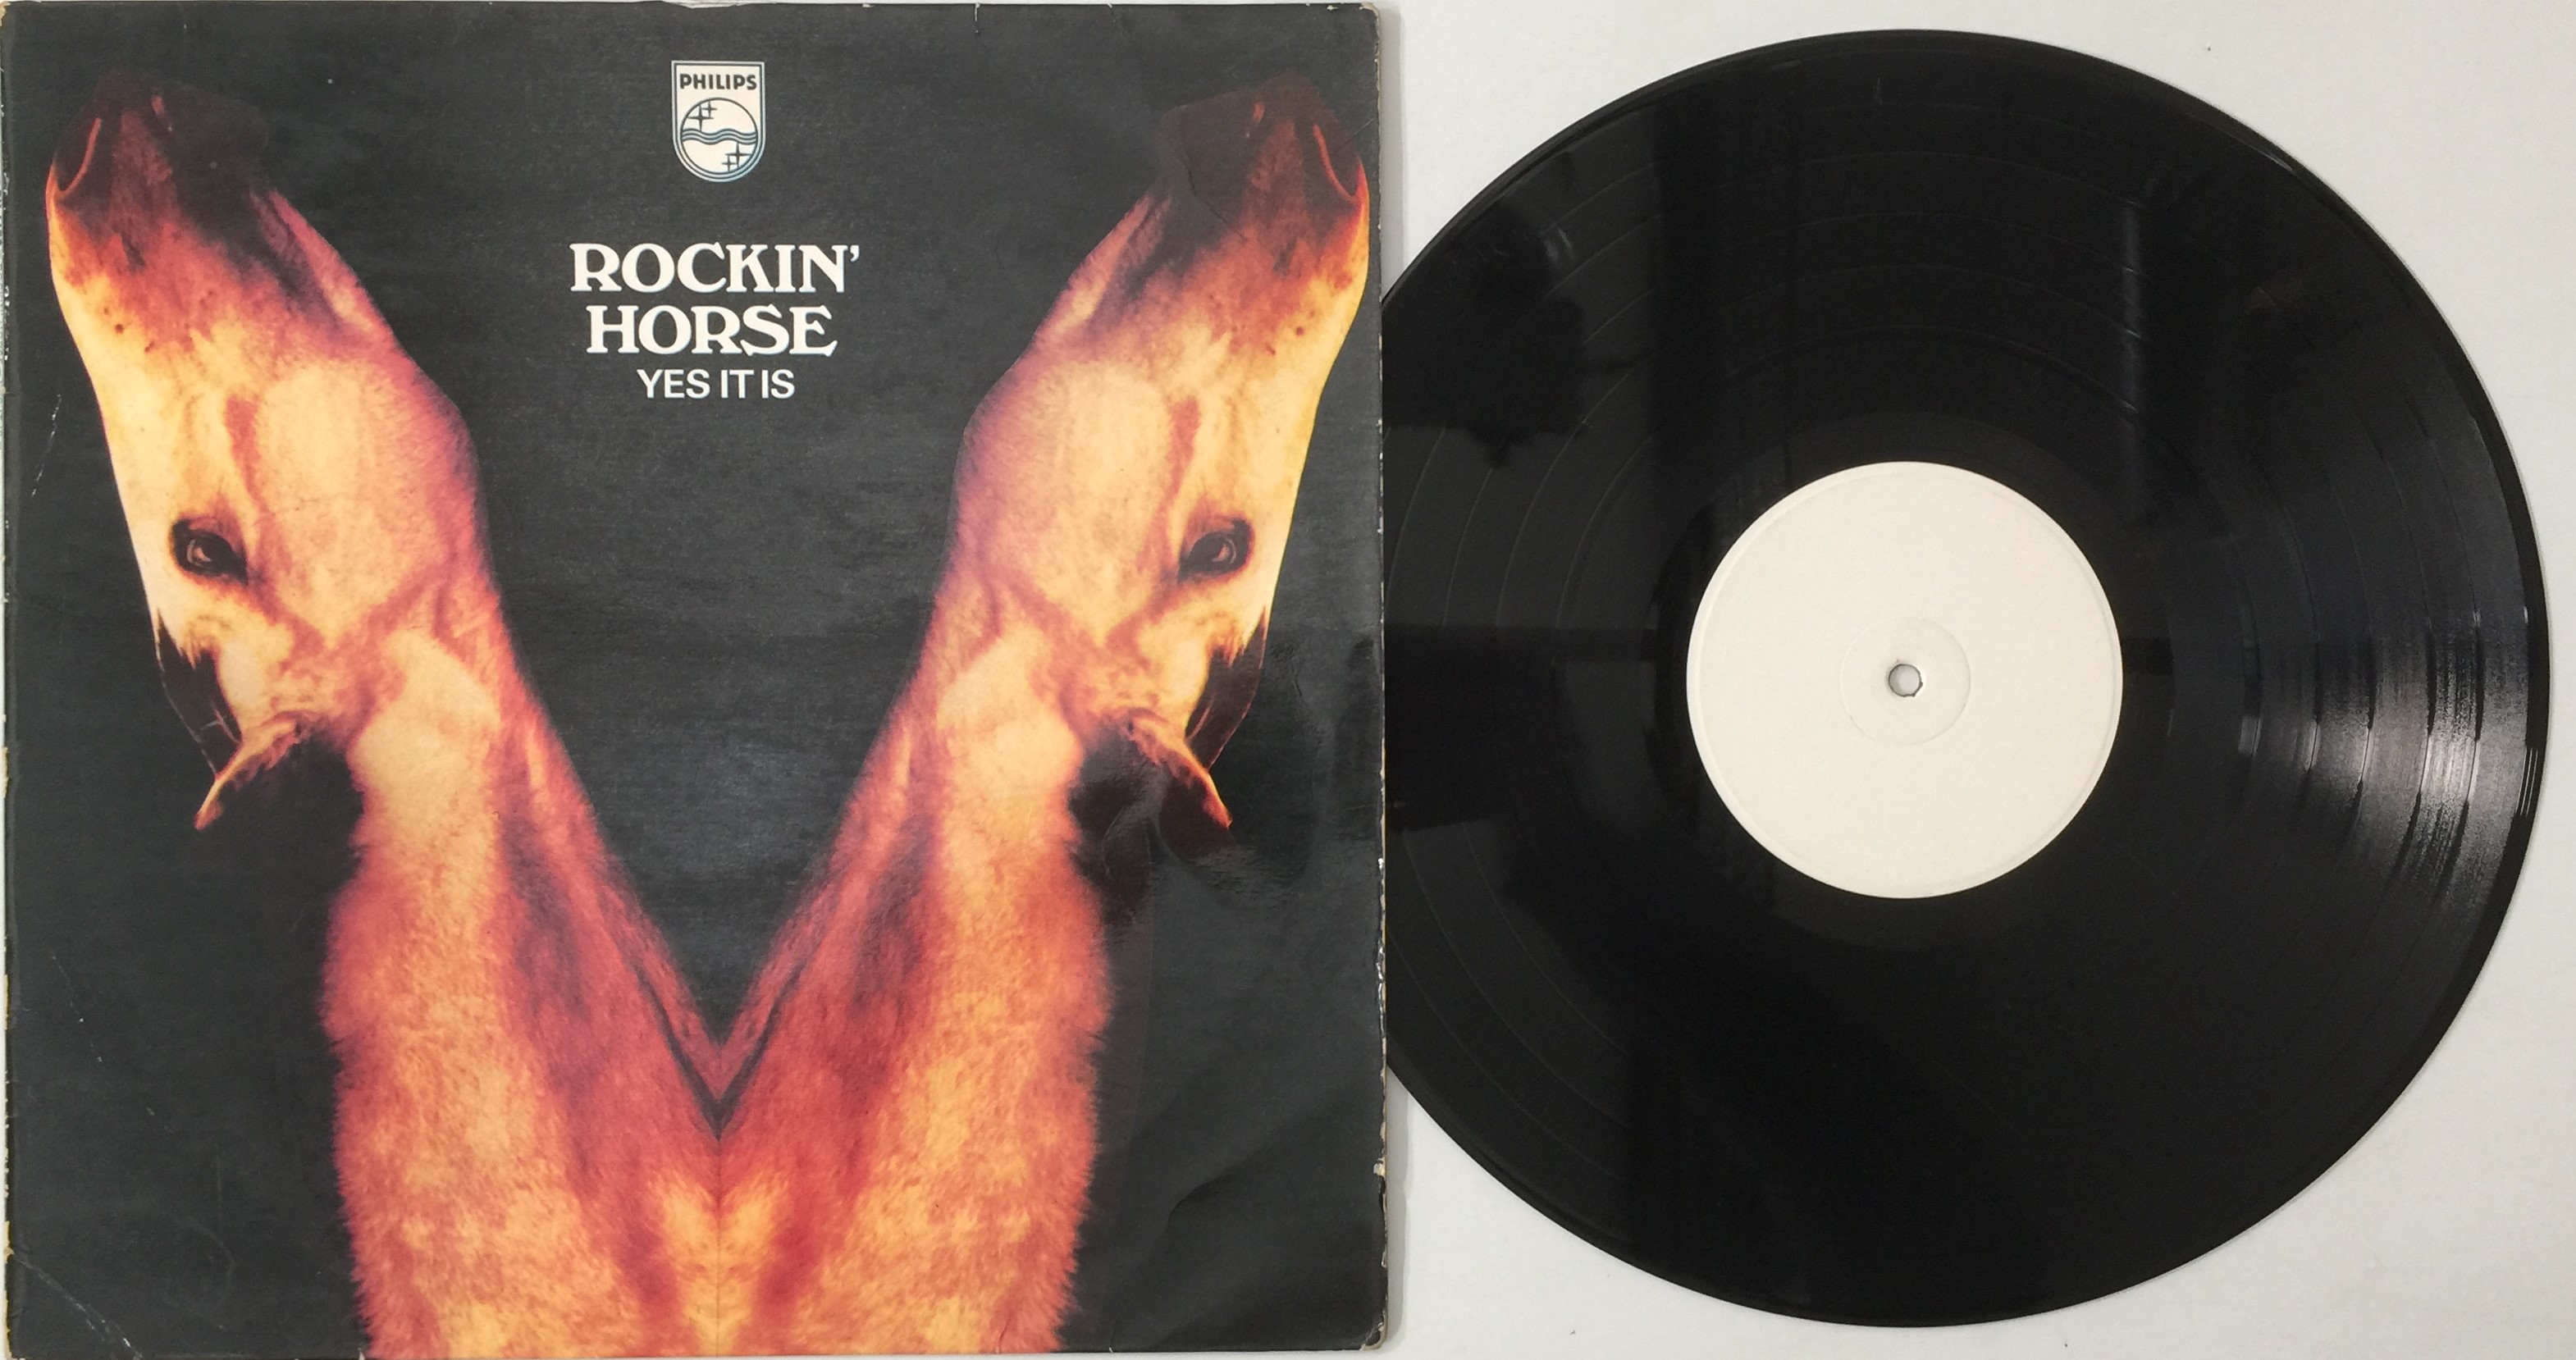 PHILIPS
ROCKIN'
HORSE
YES IT IS